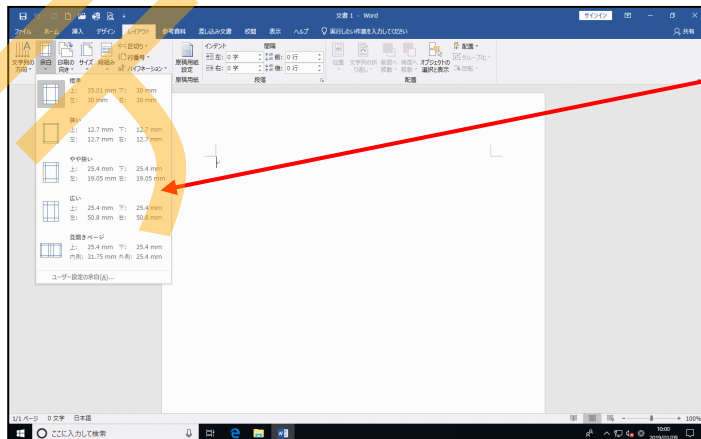 文書 1 - Word
サインイン
ファイル ホーム 挿入 デザイン レイアウト 参考資料 差し込み文書 校閲 表示 ヘルプ 実行したい作業を入力してください 共有
文字列の方向 余白 印刷の向き サイズ 段組み 区切り 行番号 ハイフネーション
原稿用紙設定
インデント 間隔
左: 0 字 前: 0 行
右: 0 字 後: 0 行
位置 文字列の折り返し 前面へ移動 背面へ移動 オブジェクトの選択と表示 配置 グループ化 回転
原稿用紙 段落 配置
標準
上: 35.01 mm 下: 30 mm
左: 30 mm 右: 30 mm
狭い
上: 12.7 mm 下: 12.7 mm
左: 12.7 mm 右: 12.7 mm
やや狭い
上: 25.4 mm 下: 25.4 mm
左: 19.05 mm 右: 19.05 mm
広い
上: 25.4 mm 下: 25.4 mm
左: 50.8 mm 右: 50.8 mm
見開きページ
上: 25.4 mm 下: 25.4 mm
内側: 31.75 mm 外側: 25.4 mm
ユーザー設定の余白(A)...
1/1 ページ 0 文字 日本語
100%
ここに入力して検索
10:00
2019/01/09